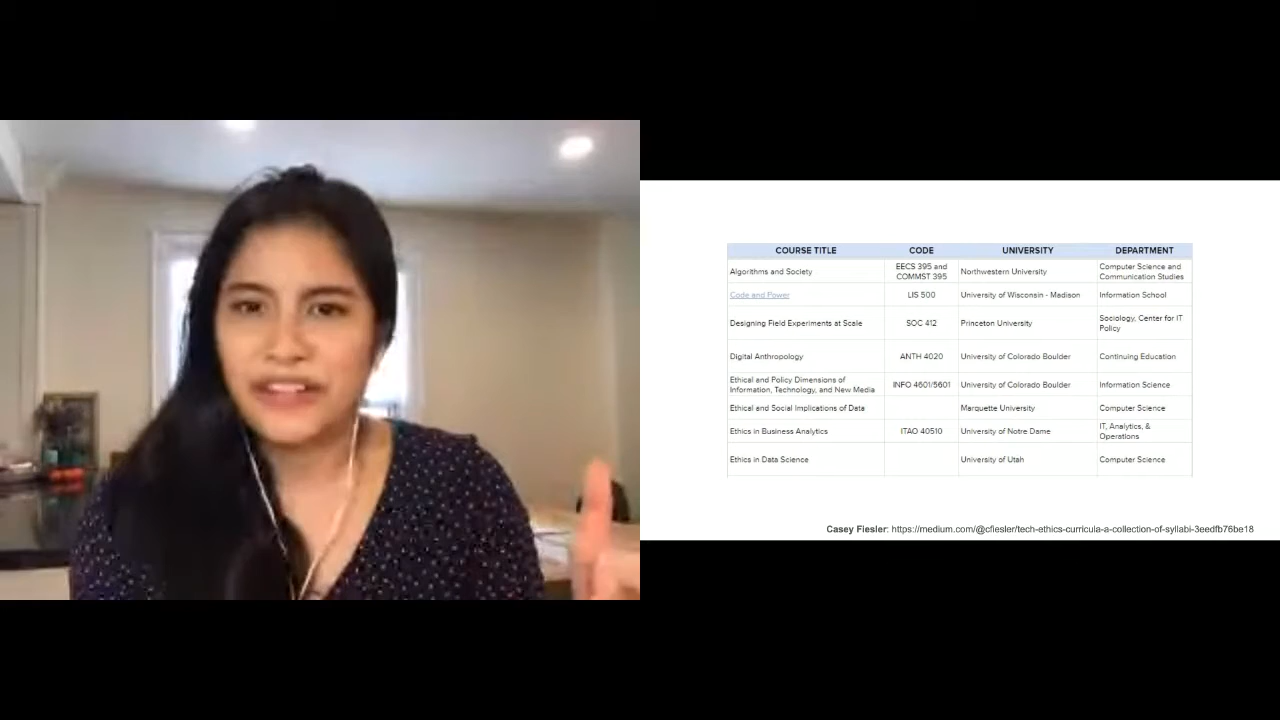 COURSE TITLE CODE UNIVERSITY DEPARTMENT
Algorithms and Society EECS 395 and COMMST 395 Northwestern University Computer Science and Communication Studies
Code and Power LIS 500 University of Wisconsin - Madison Information School
Designing Field Experiments at Scale SOC 412 Princeton University Sociology, Center for IT Policy
Digital Anthropology ANTH 4020 University of Colorado Boulder Continuing Education
Ethical and Policy Dimensions of Information, Technology, and New Media INFO 4601/5601 University of Colorado Boulder Information Science
Ethical and Social Implications of Data Marquette University Computer Science
Ethics in Business Analytics ITAO 40510 University of Notre Dame IT, Analytics, & Operations
Ethics in Data Science University of Utah Computer Science
Casey Fiesler: https://medium.com/@cfiesler/tech-ethics-curricula-a-collection-of-syllabi-3eedfb76be18